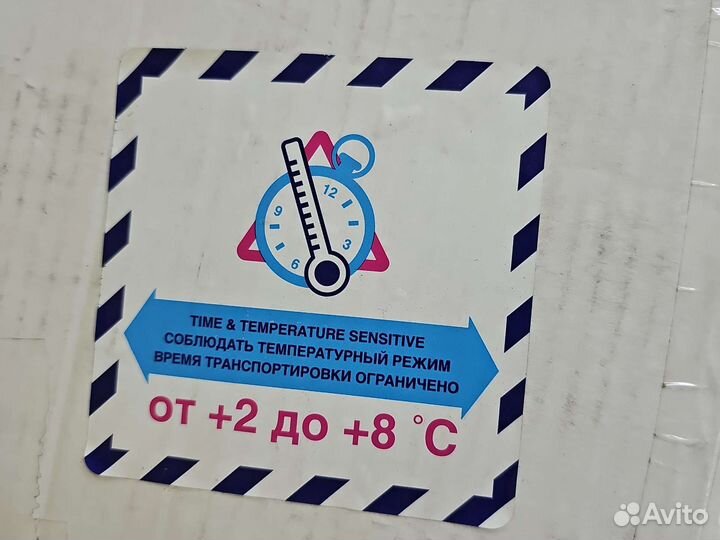 12
9
3
6
TIME & TEMPERATURE SENSITIVE
СОБЛЮДАТЬ ТЕМПЕРАТУРНЫЙ РЕЖИМ
ВРЕМЯ ТРАНСПОРТИРОВКИ ОГРАНИЧЕНО
от +2 до +8 °C
Avito